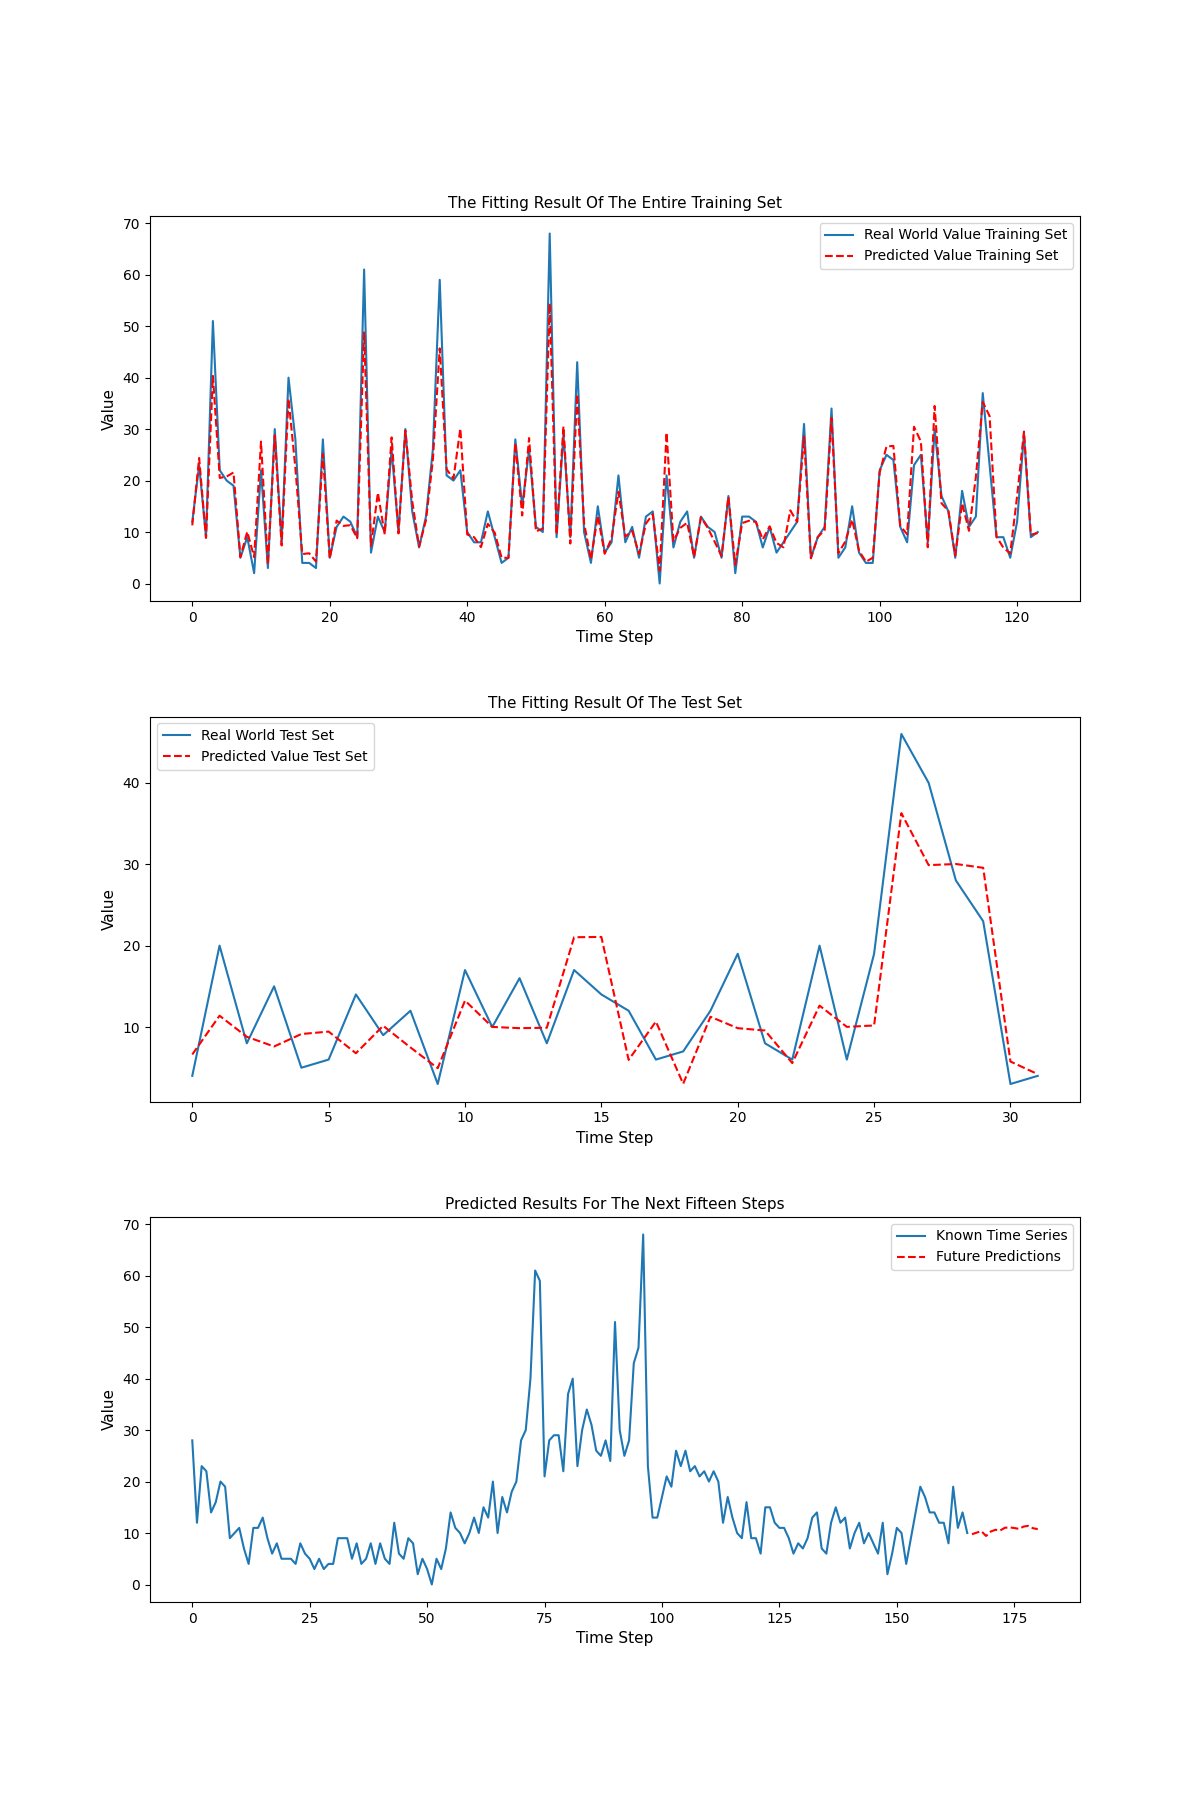 The Fitting Result Of The Entire Training Set
Real World Value Training Set
Predicted Value Training Set
Value
70
60
50
40
30
20
10
0
0 20 40 60 80 100 120
Time Step
The Fitting Result Of The Test Set
Real World Test Set
Predicted Value Test Set
Value
40
30
20
10
0 5 10 15 20 25 30
Time Step
Predicted Results For The Next Fifteen Steps
Known Time Series
Future Predictions
Value
70
60
50
40
30
20
10
0
0 25 50 75 100 125 150 175
Time Step